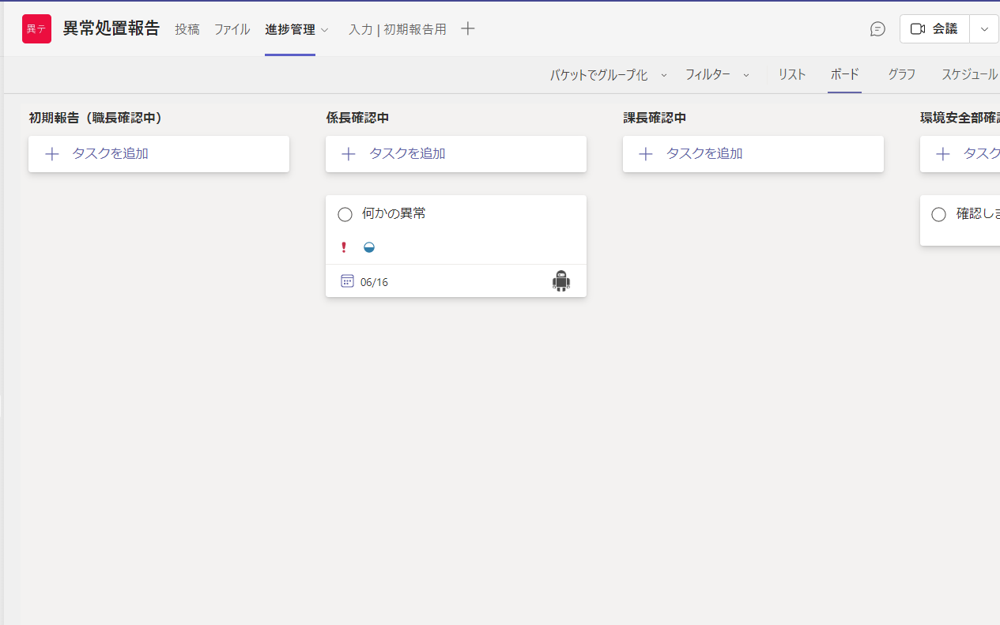 異テ 異常処置報告 投稿 ファイル 進捗管理 入力 | 初期報告用 会議
バケットでグループ化 フィルター リスト ボード グラフ スケジュール
初期報告（職長確認中） 係長確認中 課長確認中 環境安全部確認
タスクを追加 タスクを追加 タスクを追加 タスク
何かの異常 確認しま
06/16